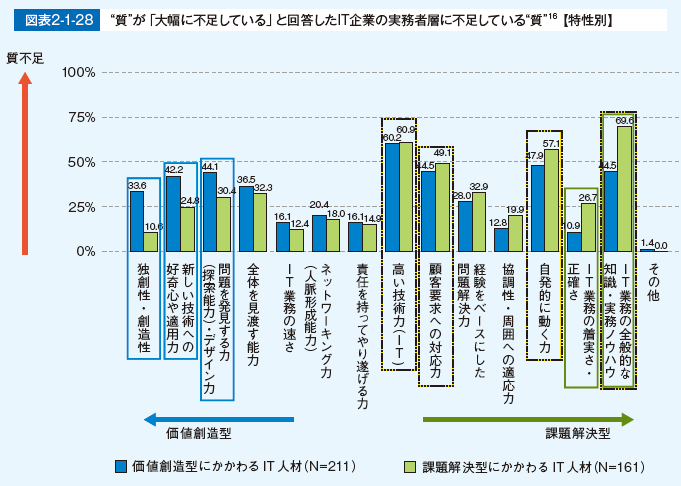 図表2-1-28
“質”が「大幅に不足している」と回答したIT企業の実務者層に不足している“質”16【特性別】
質不足
100%
75%
50%
25%
0%
33.6
10.6
42.2
24.8
44.1
30.4
36.5
32.3
16.1
12.4
20.4
18.0
16.1
14.9
60.2
60.9
44.5
49.1
28.0
32.9
12.8
19.9
47.9
57.1
10.9
26.7
44.5
69.6
1.4
0.0
独創性・創造性
新しい技術への
好奇心や適用力
問題を発見する力
(探索能力)・デザイン力
全体を見渡す能力
IT業務の速さ
ネットワーキング力
(人脈形成能力)
責任を持ってやり遂げる力
高い技術力(IT)
顧客要求への対応力
経験をベースにした
問題解決力
協調性・周囲への適応力
自発的に動く力
IT業務の着実さ・
正確さ
IT業務の全般的な
知識・実務ノウハウ
その他
価値創造型
課題解決型
価値創造型にかかわるIT人材(N=211)
課題解決型にかかわるIT人材(N=161)